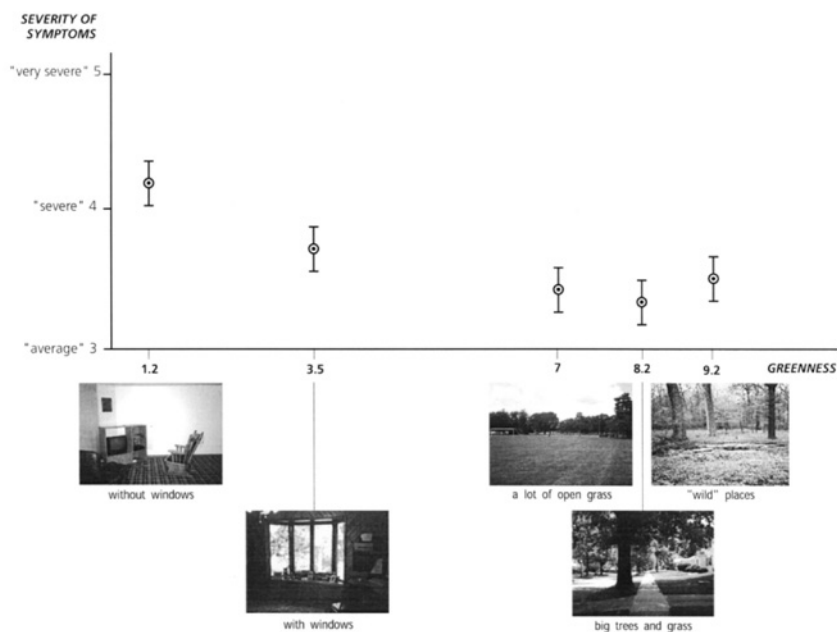 SEVERITY OF
SYMPTOMS
"very severe" 5
"severe" 4
"average" 3
1.2 3.5 7 8.2 9.2 GREENNESS
without windows
a lot of open grass
"wild" places
with windows
big trees and grass